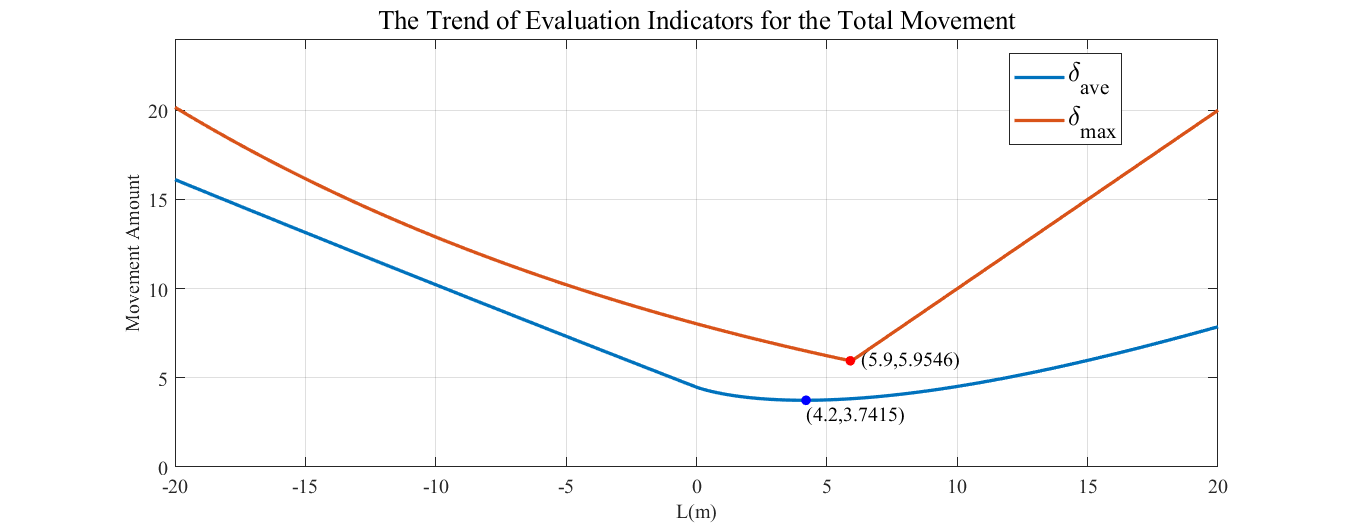 The Trend of Evaluation Indicators for the Total Movement
δave
δmax
20
15
10
5
0
Movement Amount
(5.9,5.9546)
(4.2,3.7415)
-20 -15 -10 -5 0 5 10 15 20
L(m)